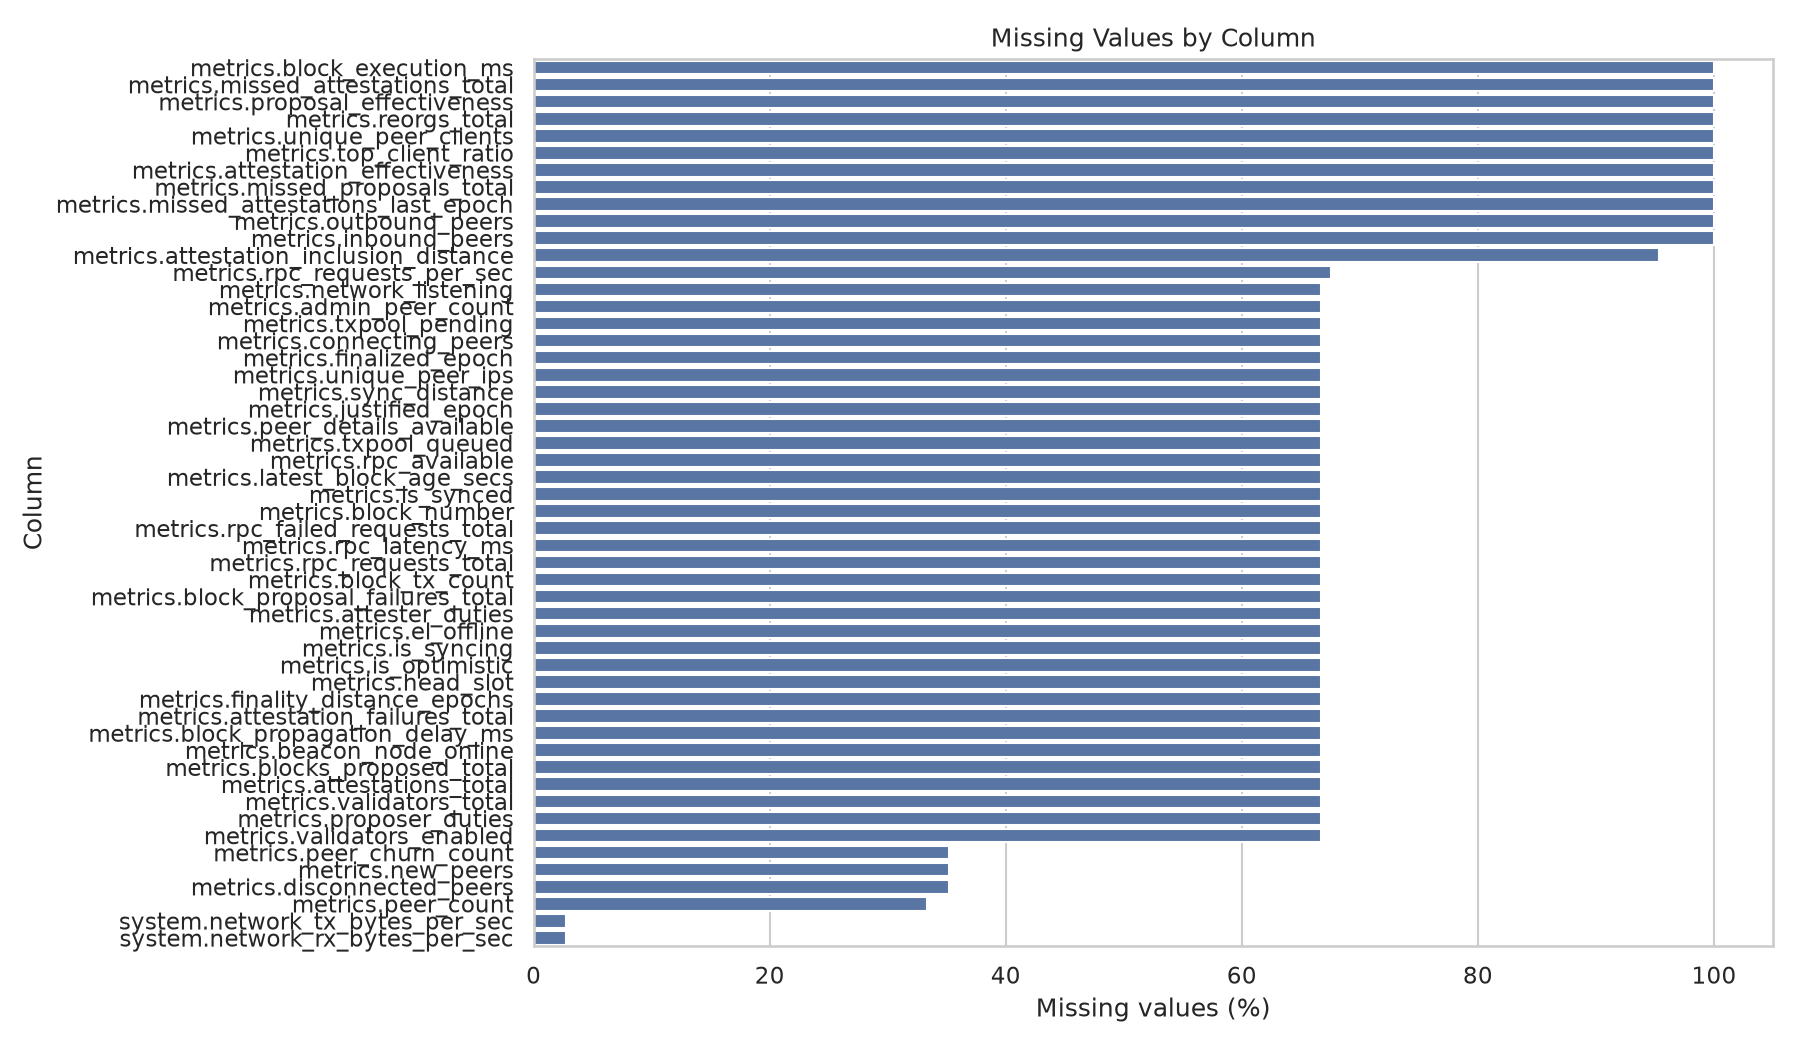 Missing Values by Column
metrics.block_execution_ms
metrics.missed_attestations_total
metrics.proposal_effectiveness
metrics.reorgs_total
metrics.unique_peer_clients
metrics.top_client_ratio
metrics.attestation_effectiveness
metrics.missed_proposals_total
metrics.missed_attestations_last_epoch
metrics.outbound_peers
metrics.inbound_peers
metrics.attestation_inclusion_distance
metrics.rpc_requests_per_sec
metrics.network_listening
metrics.admin_peer_count
metrics.txpool_pending
metrics.connecting_peers
metrics.finalized_epoch
metrics.unique_peer_ips
metrics.sync_distance
metrics.justified_epoch
metrics.peer_details_available
metrics.txpool_queued
metrics.rpc_available
metrics.latest_block_age_secs
metrics.is_synced
metrics.block_number
metrics.rpc_failed_requests_total
metrics.rpc_latency_ms
metrics.rpc_requests_total
metrics.block_tx_count
metrics.block_proposal_failures_total
metrics.attester_duties
metrics.el_offline
metrics.is_syncing
metrics.is_optimistic
metrics.head_slot
metrics.finality_distance_epochs
metrics.attestation_failures_total
metrics.block_propagation_delay_ms
metrics.beacon_node_online
metrics.blocks_proposed_total
metrics.attestations_total
metrics.validators_total
metrics.proposer_duties
metrics.validators_enabled
metrics.peer_churn_count
metrics.new_peers
metrics.disconnected_peers
metrics.peer_count
system.network_tx_bytes_per_sec
system.network_rx_bytes_per_sec
Column
0 20 40 60 80 100
Missing values (%)